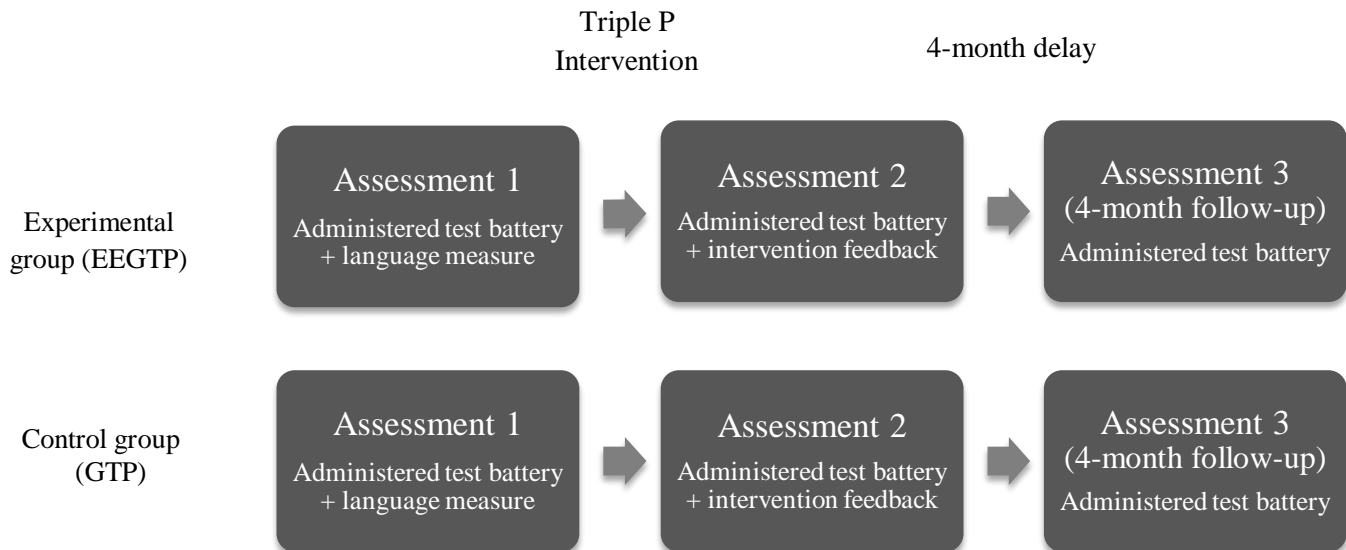 Triple P
Intervention
4-month delay
Experimental
group (EEGTP)
Assessment 1
Administered test battery
+ language measure
Assessment 2
Administered test battery
+ intervention feedback
Assessment 3
(4-month follow-up)
Administered test battery
Control group
(GTP)
Assessment 1
Administered test battery
+ language measure
Assessment 2
Administered test battery
+ intervention feedback
Assessment 3
(4-month follow-up)
Administered test battery